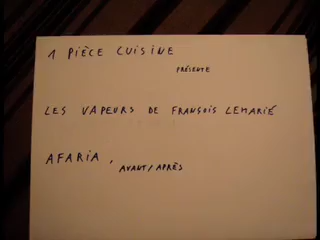 1 PIÈCE CUISINE
PRÉSENTE
LES VAPEURS DE FRANÇOIS LEMARIÉ
AFARIA,
AVANT/APRÈS